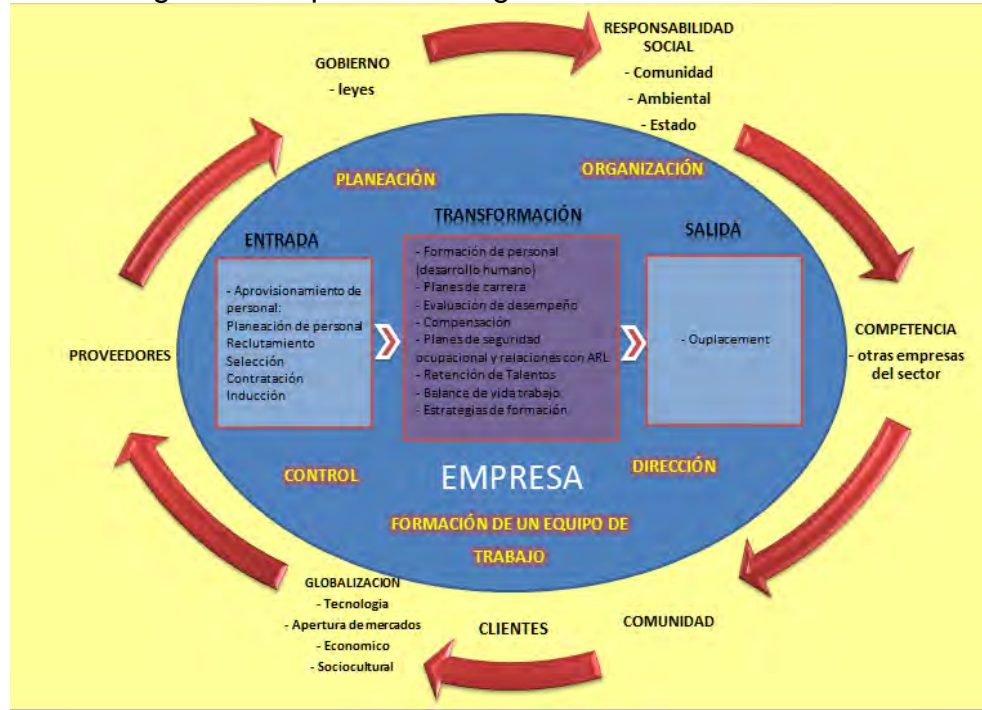 RESPONSABILIDAD
SOCIAL
- Comunidad
- Ambiental
- Estado
GOBIERNO
- leyes
PLANEACIÓN
ORGANIZACIÓN
ENTRADA
- Aprovisionamiento de
personal:
Planeación de personal
Reclutamiento
Selección
Contratación
Inducción
TRANSFORMACIÓN
- Formación de personal
(desarrollo humano)
- Planes de carrera
- Evaluación de desempeño
- Compensación
- Planes de seguridad
ocupacional y relaciones con ARL
- Retención de Talentos
- Balance de vida trabajo
- Estrategias de formación
SALIDA
- Ouplacement
PROVEEDORES
COMPETENCIA
- otras empresas
del sector
CONTROL
EMPRESA
DIRECCIÓN
FORMACIÓN DE UN EQUIPO DE
TRABAJO
GLOBALIZACION
- Tecnologia
- Apertura de mercados
- Economico
- Sociocultural
CLIENTES
COMUNIDAD